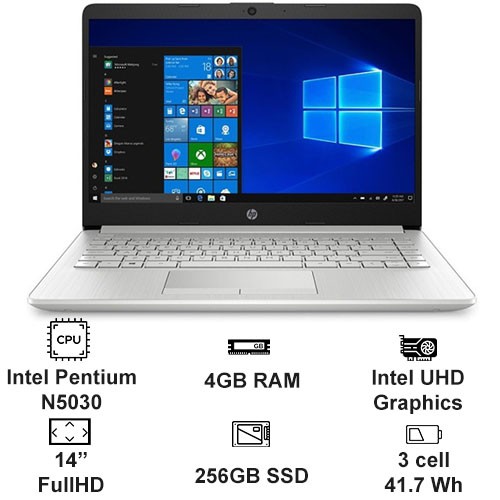 hp
CPU
GB
Intel Pentium
N5030
4GB RAM
Intel UHD
Graphics
14”
FullHD
256GB SSD
3 cell
41,7 Wh